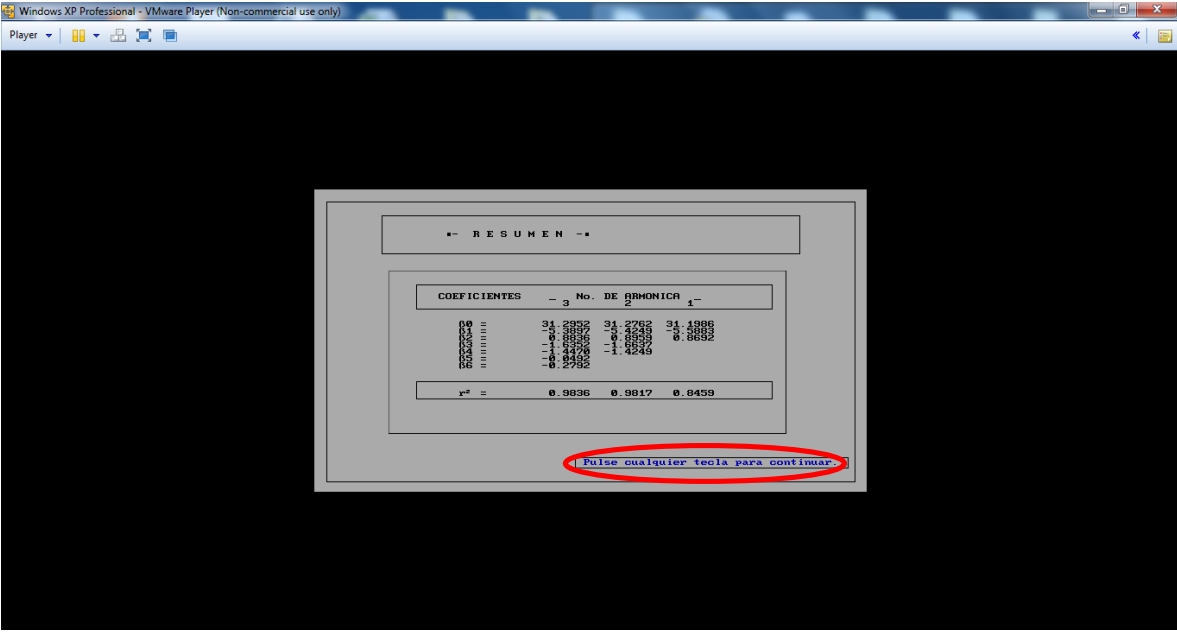 Windows XP Professional - VMware Player (Non-commercial use only)
Player
▪- R E S U M E N -▪
COEFICIENTES _ No. DE ARMONICA _
3 2 1
β0 = 31.2952 31.2762 31.1986
β1 = -5.3897 -5.4249 -5.5883
β2 = 0.8836 0.8959 0.8692
β3 = -1.6352 -1.6637
β4 = -1.4470 -1.4249
β5 = -0.0492
β6 = -0.2792
r² = 0.9836 0.9817 0.8459
Pulse cualquier tecla para continuar.